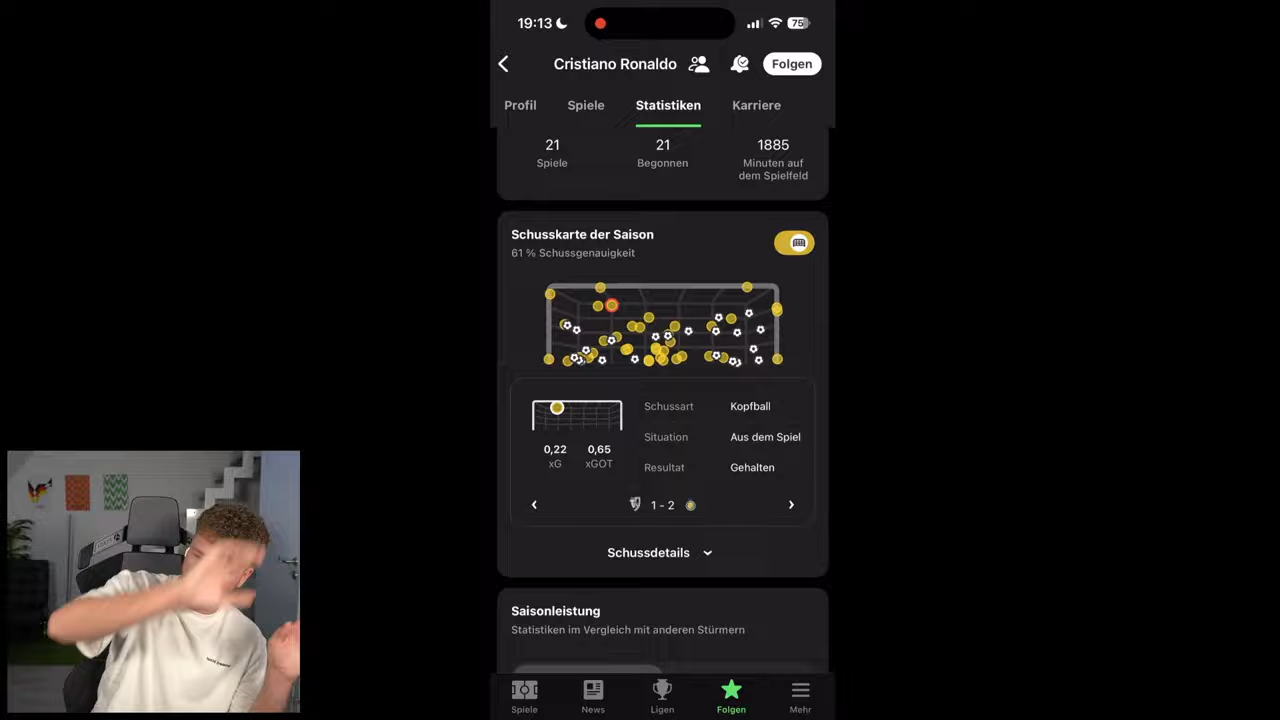 19:13
75
Cristiano Ronaldo
Folgen
Profil
Spiele
Statistiken
Karriere
21
21
1885
Spiele
Begonnen
Minuten auf
dem Spielfeld
Schusskarte der Saison
61 % Schussgenauigkeit
Schussart
Kopfball
Situation
Aus dem Spiel
0,22
0,65
xG
xGOT
Resultat
Gehalten
1 - 2
Schussdetails
Saisonleistung
Statistiken im Vergleich mit anderen Stürmern
Spiele
News
Ligen
Folgen
Mehr